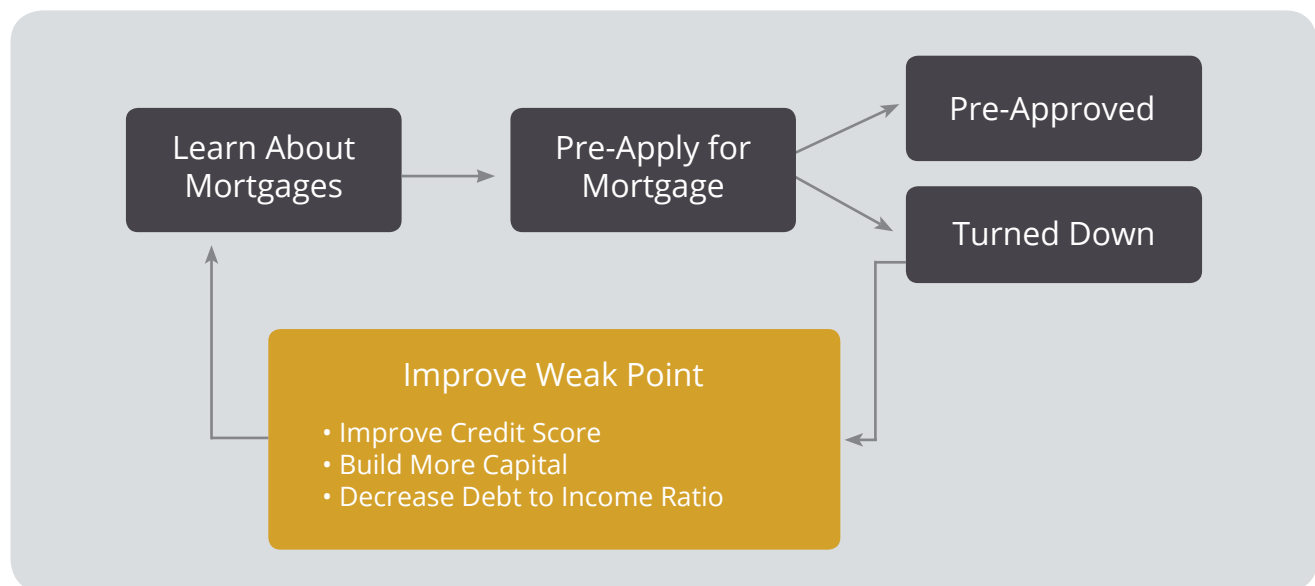 Learn About
Mortgages
Pre-Apply for
Mortgage
Pre-Approved
Turned Down
Improve Weak Point
• Improve Credit Score
• Build More Capital
• Decrease Debt to Income Ratio